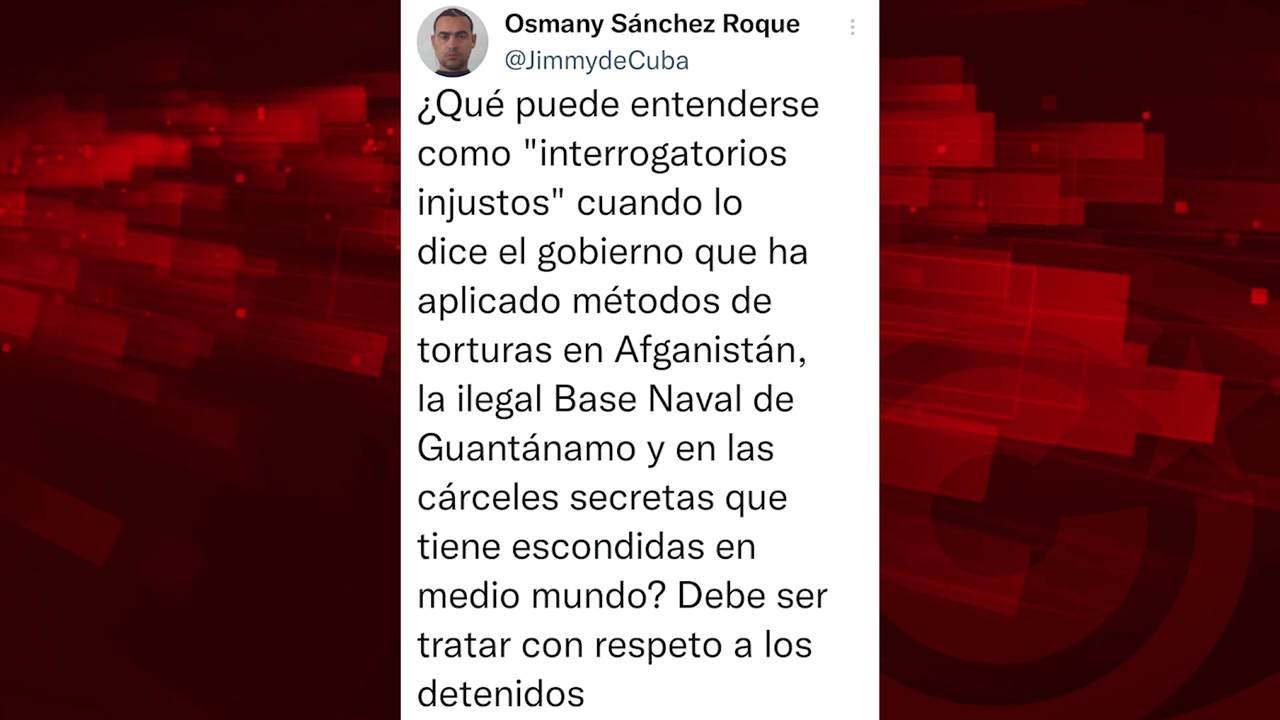 Osmany Sánchez Roque
@JimmydeCuba
¿Qué puede entenderse
como "interrogatorios
injustos" cuando lo
dice el gobierno que ha
aplicado métodos de
torturas en Afganistán,
la ilegal Base Naval de
Guantánamo y en las
cárceles secretas que
tiene escondidas en
medio mundo? Debe ser
tratar con respeto a los
detenidos